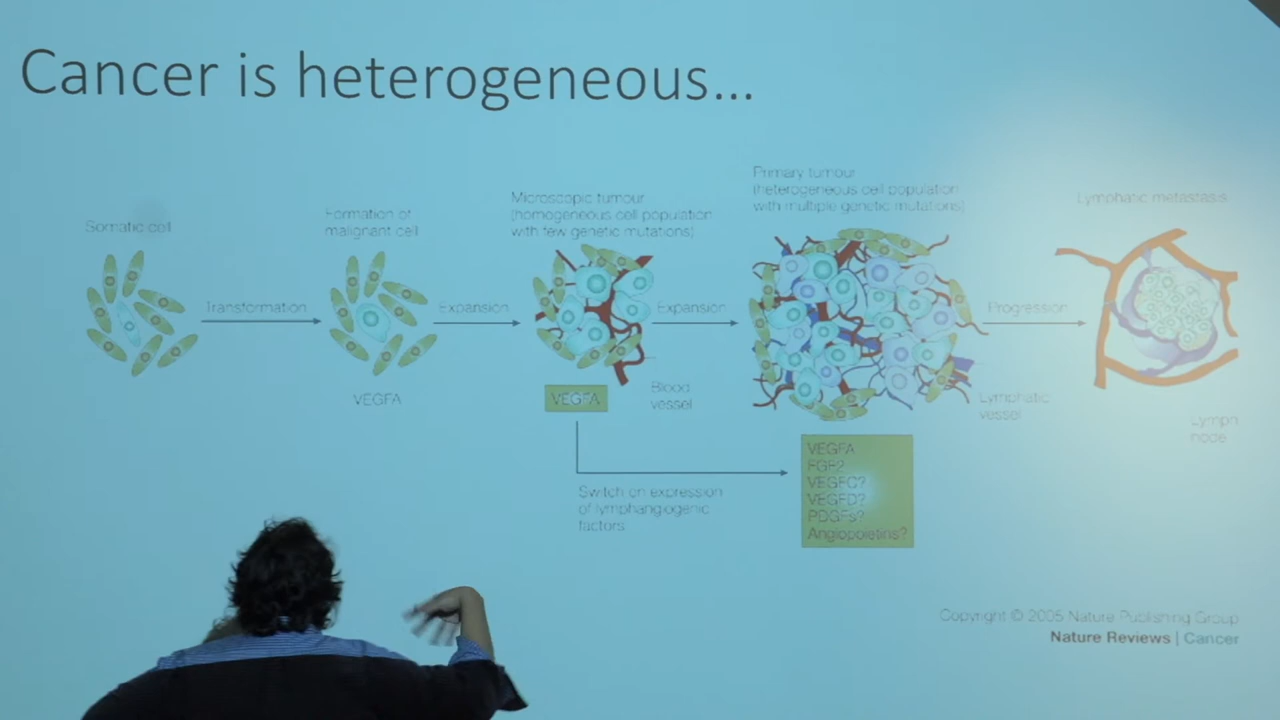 Cancer is heterogeneous...
Somatic cell
Transformation
Formation of
malignant cell
VEGFA
Expansion
Microscopic tumour
(homogeneous cell population
with few genetic mutations)
VEGFA
Blood
vessel
Expansion
Switch on expression
of lymphangiogenic
factors
Primary tumour
(heterogeneous cell population
with multiple genetic mutations)
Lymphatic
vessel
VEGFA
FGF?
VEGFC?
VEGFD?
PDGFs?
Angiopoietins?
Progression
Lymphatic metastasis
Lymph
node
Copyright © 2005 Nature Publishing Group
Nature Reviews | Cancer